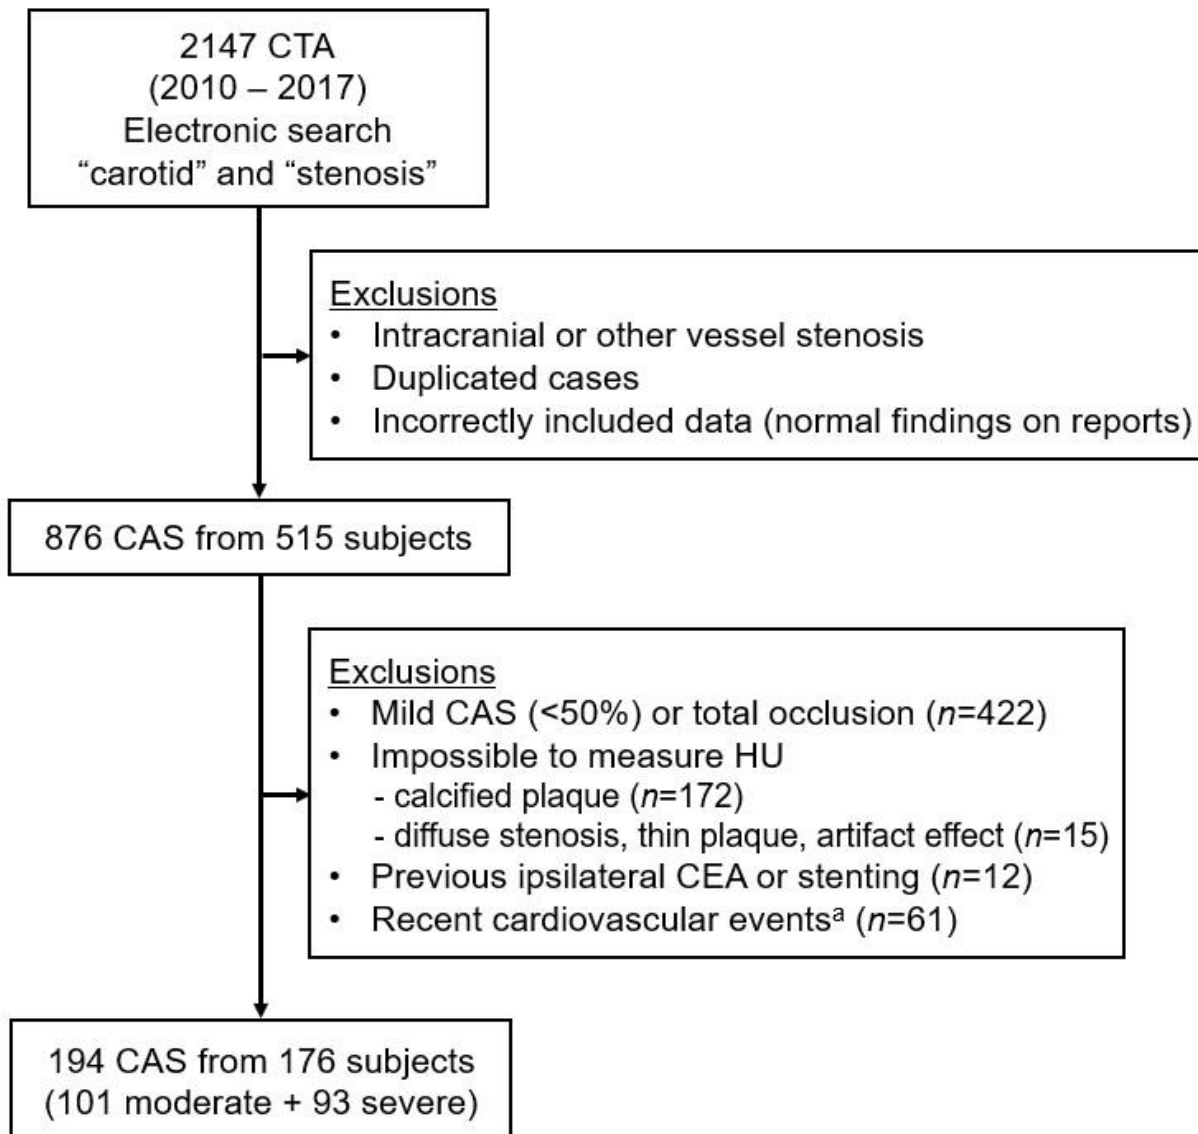 2147 CTA
(2010 – 2017)
Electronic search
“carotid” and “stenosis”
Exclusions
• Intracranial or other vessel stenosis
• Duplicated cases
• Incorrectly included data (normal findings on reports)
876 CAS from 515 subjects
Exclusions
• Mild CAS (<50%) or total occlusion (n=422)
• Impossible to measure HU
- calcified plaque (n=172)
- diffuse stenosis, thin plaque, artifact effect (n=15)
• Previous ipsilateral CEA or stenting (n=12)
• Recent cardiovascular eventsᵃ (n=61)
194 CAS from 176 subjects
(101 moderate + 93 severe)